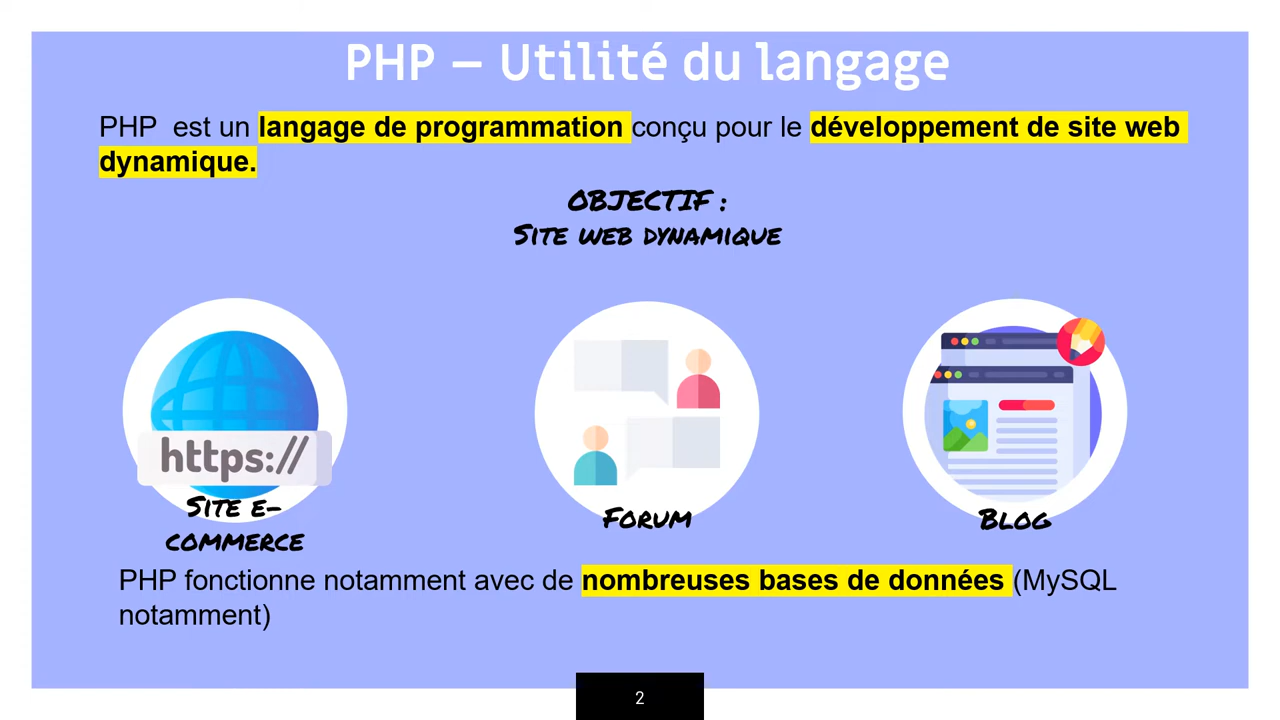 PHP – Utilité du langage
PHP est un langage de programmation conçu pour le développement de site web
dynamique.
OBJECTIF :
SITE WEB DYNAMIQUE
https://
SITE E-
COMMERCE
FORUM
BLOG
PHP fonctionne notamment avec de nombreuses bases de données (MySQL
notamment)
2